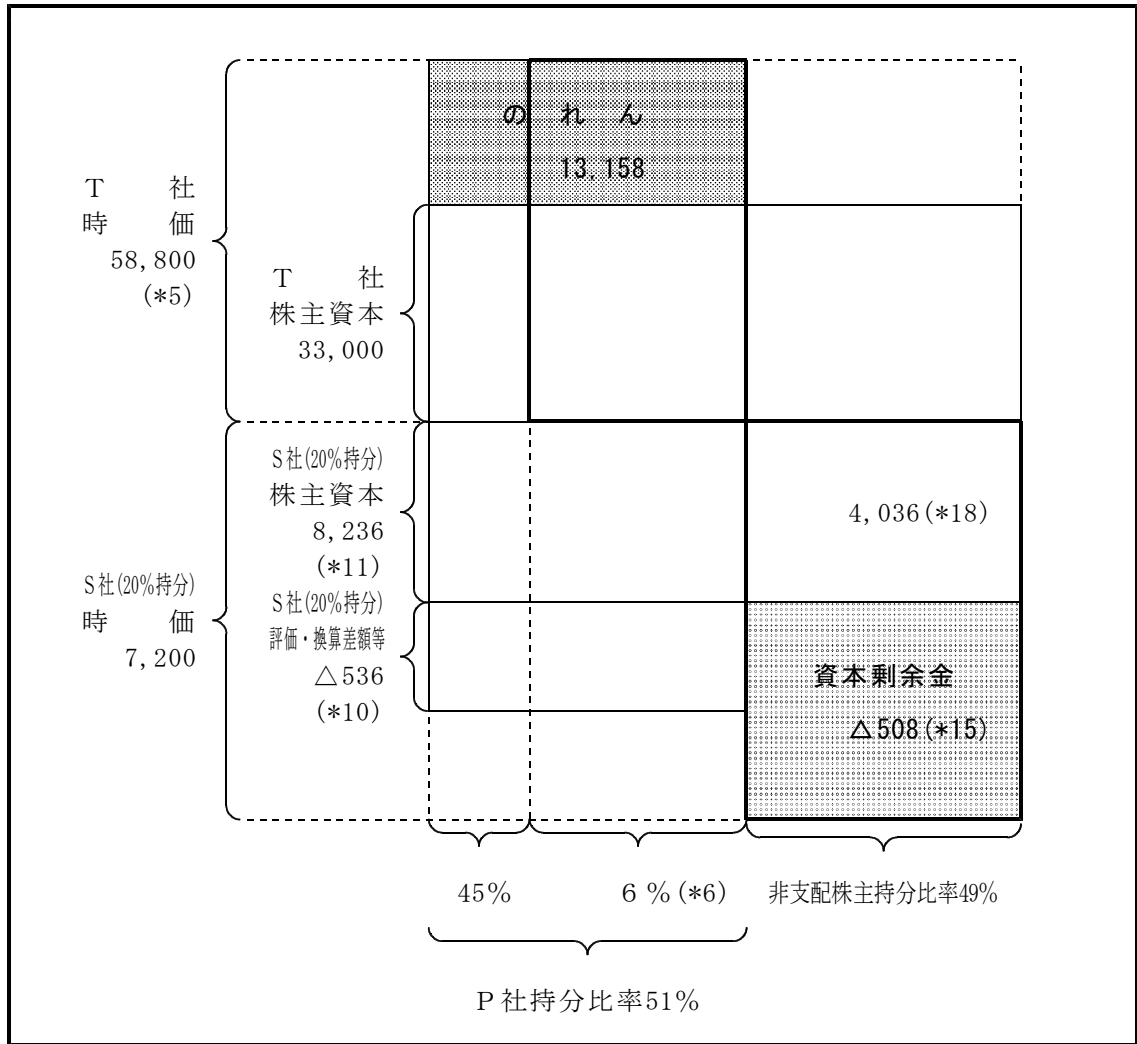 のれん
13,158
T社
時価
58,800
(*5)
T社
株主資本
33,000
S社(20%持分)
株主資本
8,236
(*11)
4,036(*18)
S社(20%持分)
時価
7,200
S社(20%持分)
評価・換算差額等
△536
(*10)
資本剰余金
△508(*15)
45%
6%(*6)
非支配株主持分比率49%
P社持分比率51%